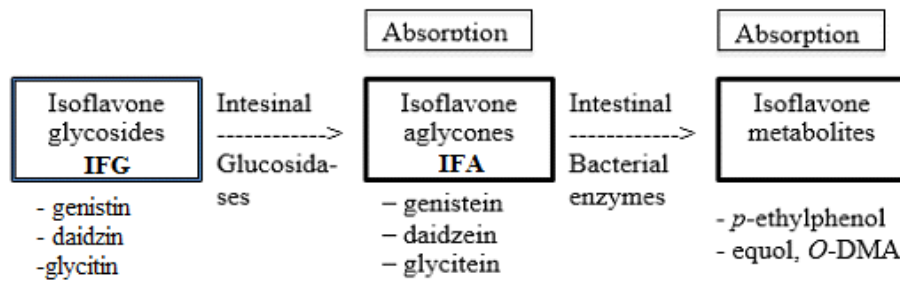 Absorption
Absorption
Isoflavone
glycosides
IFG
Intesinal
------------>
Glucosida-
ses
Isoflavone
aglycones
IFA
Intestinal
------------>
Bacterial
enzymes
Isoflavone
metabolites
- genistin
- daidzin
-glycitin
– genistein
– daidzein
– glycitein
- p-ethylphenol
- equol, O-DMA